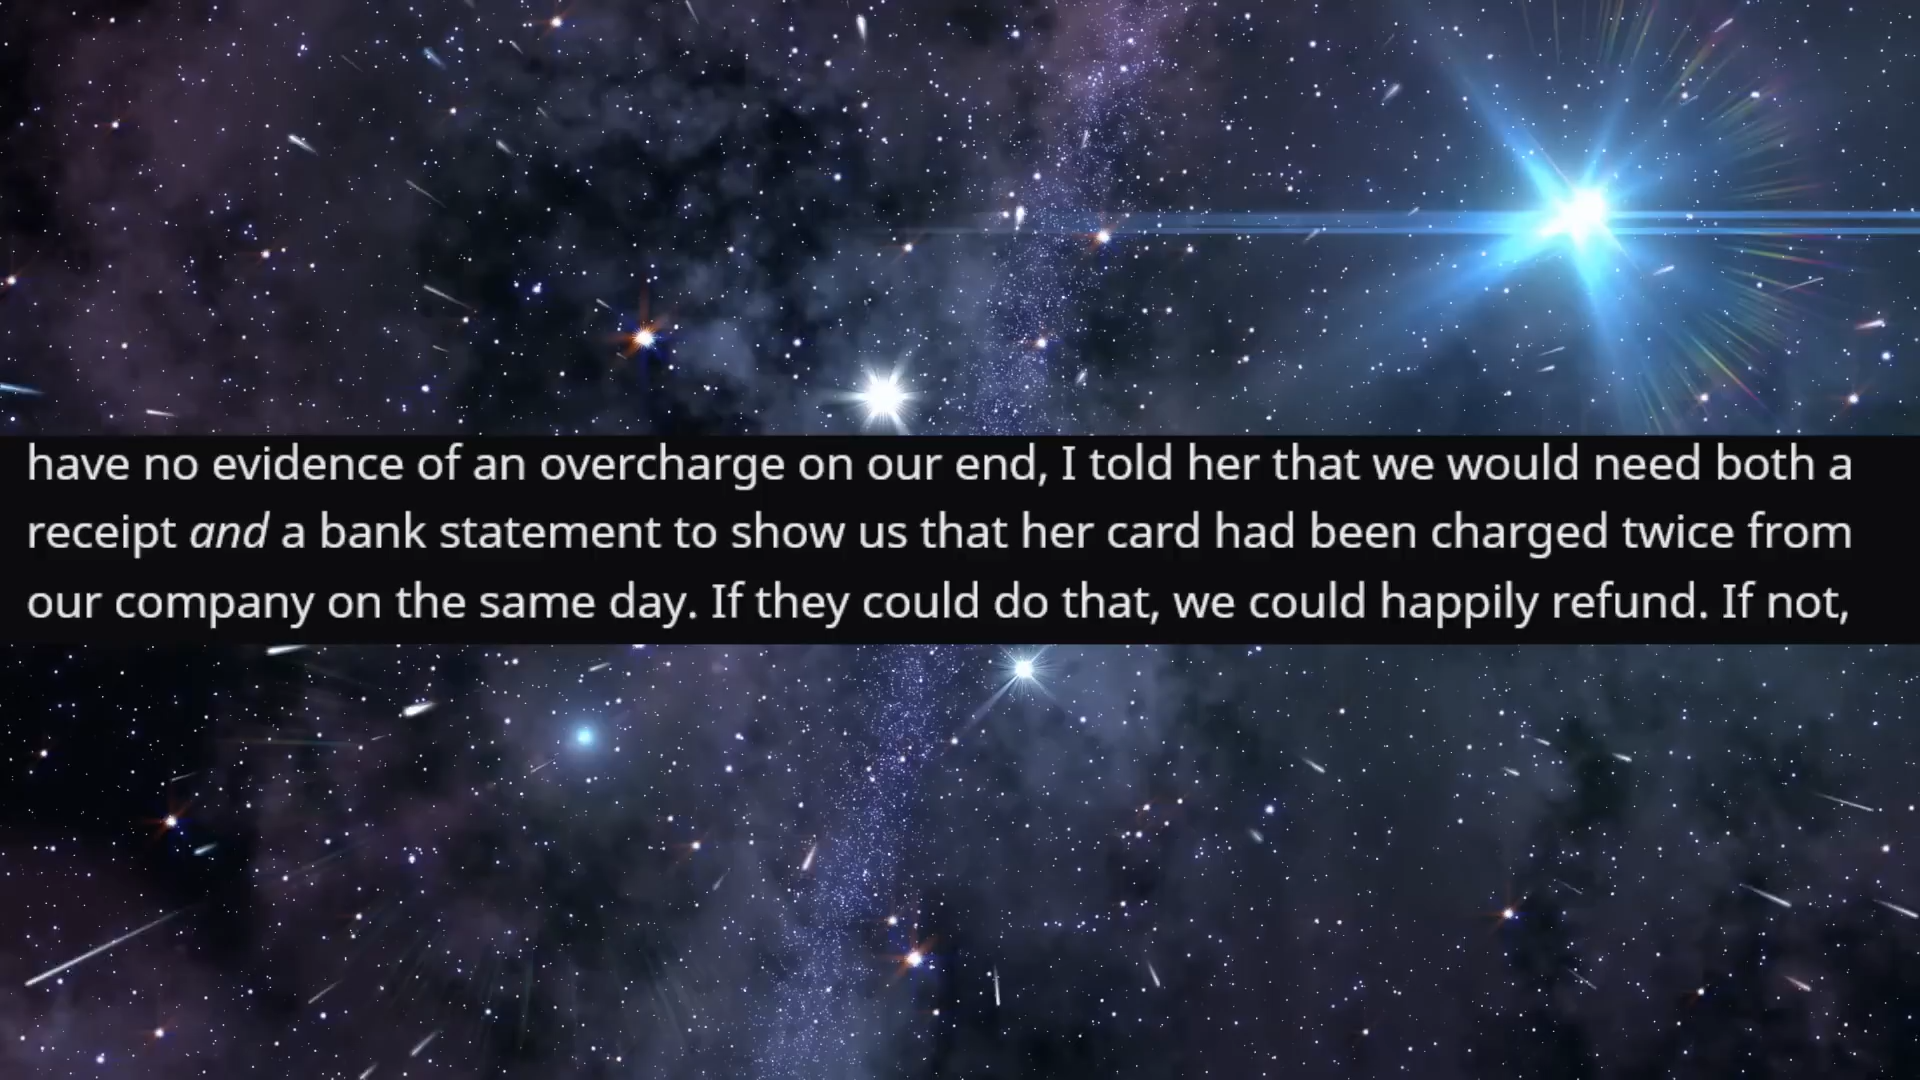 have no evidence of an overcharge on our end, I told her that we would need both a
receipt and a bank statement to show us that her card had been charged twice from
our company on the same day. If they could do that, we could happily refund. If not,